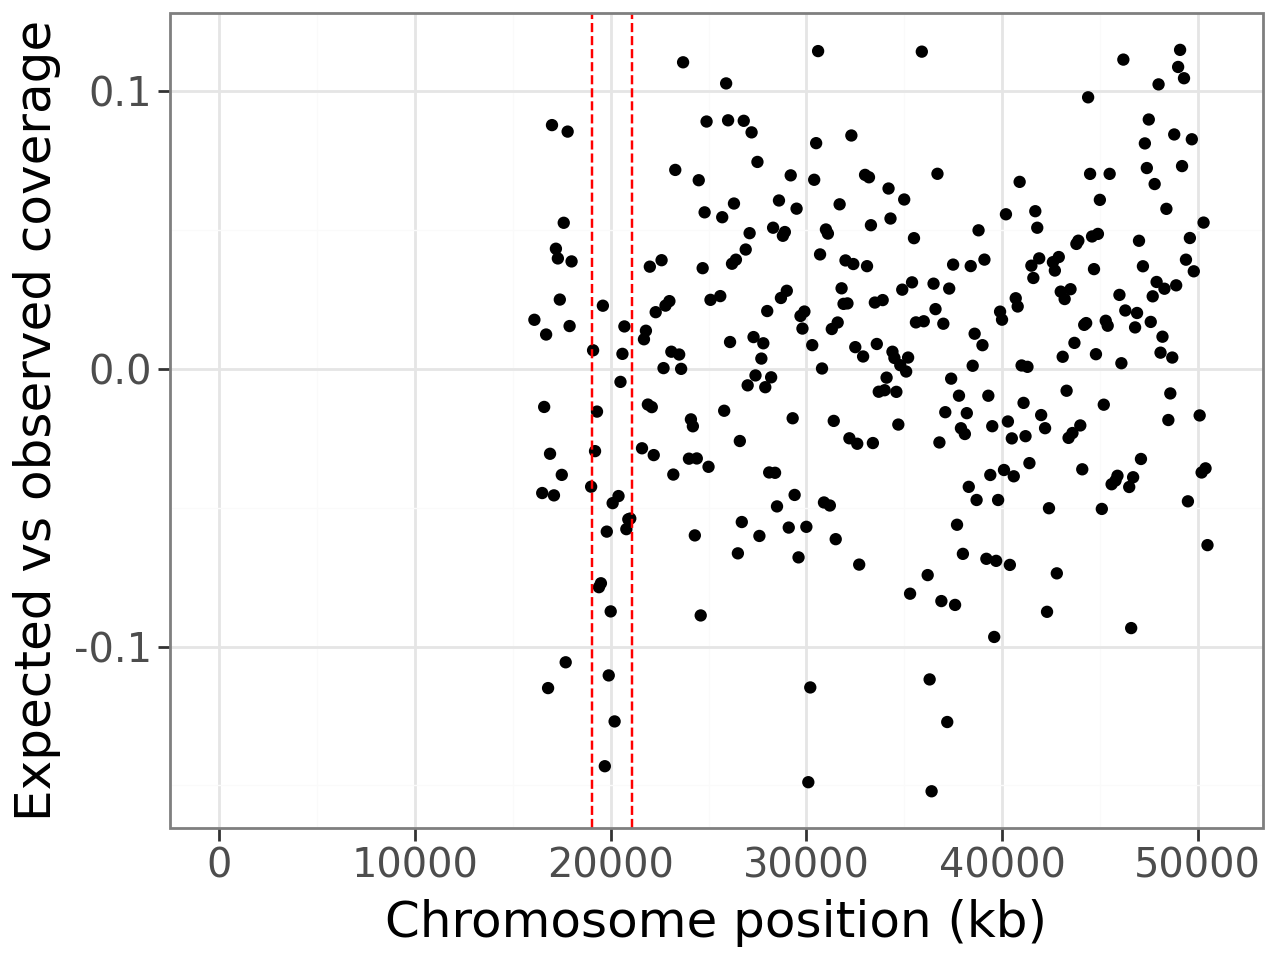 Expected vs observed coverage
0.1
0.0
-0.1
0 10000 20000 30000 40000 50000
Chromosome position (kb)